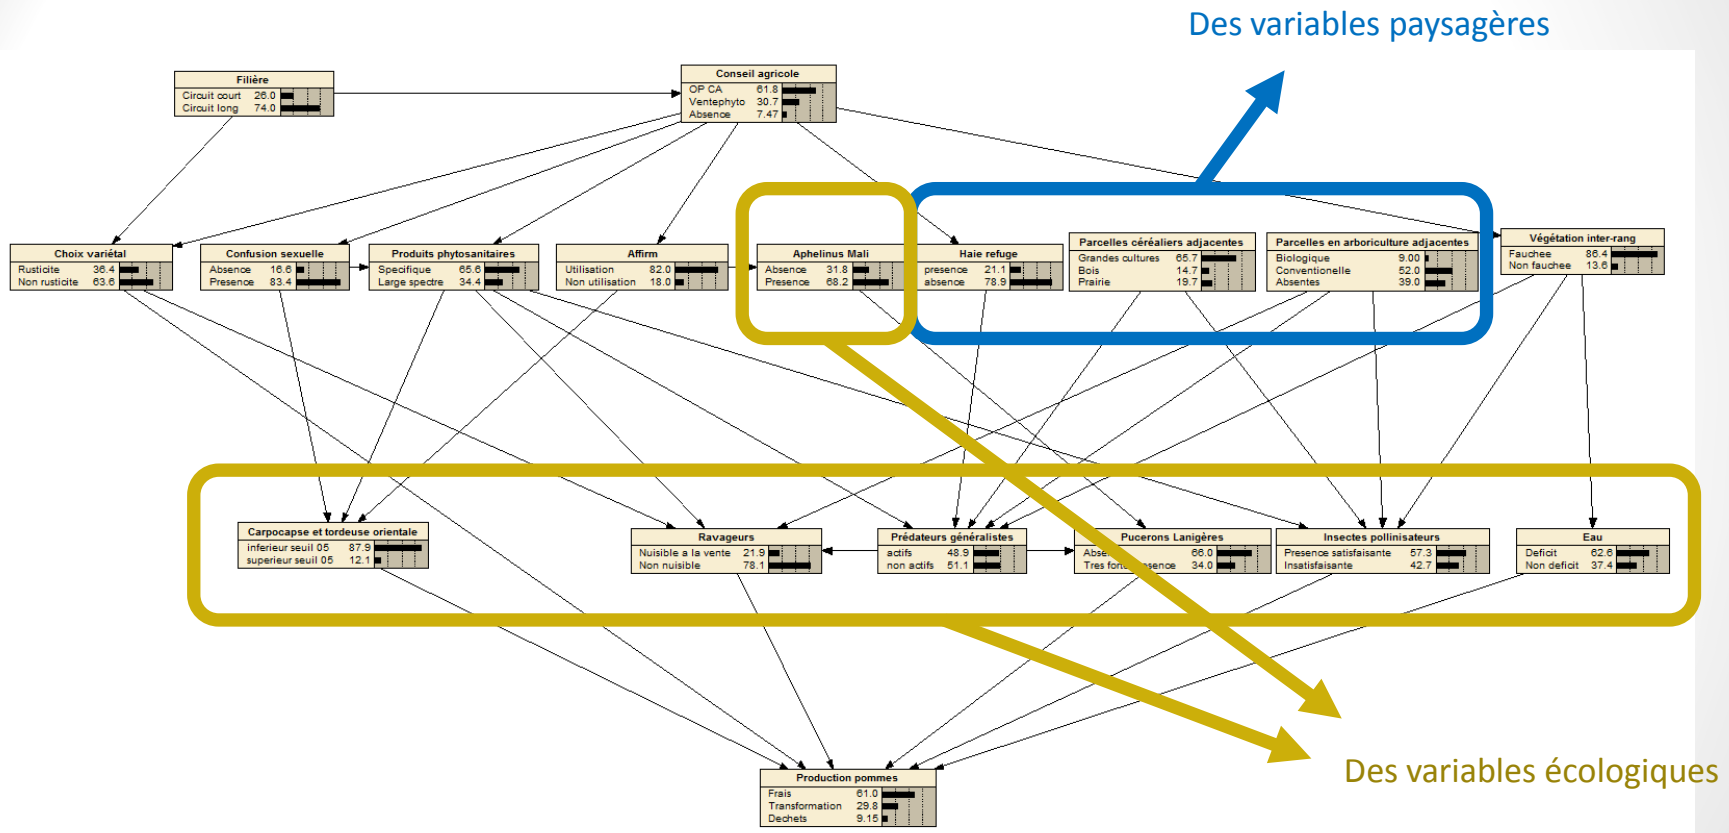 Des variables paysagères
Filière
Circuit court 26.0
Circuit long 74.0
Conseil agricole
OP CA 61.8
Ventephyto 30.7
Absence 7.47
Choix variétal
Rusticite 36.4
Non rusticite 63.6
Confusion sexuelle
Absence 16.6
Presence 83.4
Produits phytosanitaires
Specifique 65.6
Large spectre 34.4
Affirm
Utilisation 82.0
Non utilisation 18.0
Aphelinus Mali
Absence 31.8
Presence 68.2
Haie refuge
presence 21.1
absence 78.9
Parcelles céréaliers adjacentes
Grandes cultures 65.7
Bois 14.7
Prairie 19.7
Parcelles en arboriculture adjacentes
Biologique 9.00
Conventionelle 52.0
Absentes 39.0
Végétation inter-rang
Fauchee 86.4
Non fauchee 13.6
Carpocapse et tordeuse orientale
inferieur seuil 05 87.9
superieur seuil 05 12.1
Ravageurs
Nuisible a la vente 21.9
Non nuisible 78.1
Prédateurs généralistes
actifs 48.9
non actifs 51.1
Pucerons Lanigères
66.0
Tres 34.0
Insectes pollinisateurs
Presence satisfaisante 57.3
Insatisfaisante 42.7
Eau
Deficit 62.6
Non deficit 37.4
Production pommes
Frais 61.0
Transformation 29.8
Dechets 9.15
Des variables écologiques